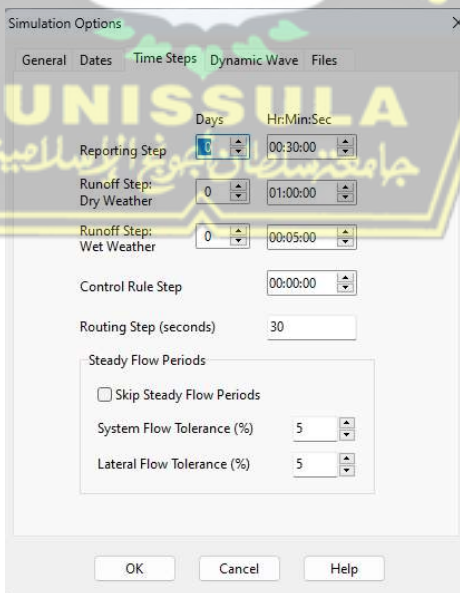 Simulation Options
General Dates Time Steps Dynamic Wave Files
UNISSULA
جامعتنسلطان أجونج الإسلامية
Days Hr:Min:Sec
Reporting Step 0 00:30:00
Runoff Step:
Dry Weather 0 01:00:00
Runoff Step:
Wet Weather 0 00:05:00
Control Rule Step 00:00:00
Routing Step (seconds) 30
Steady Flow Periods
Skip Steady Flow Periods
System Flow Tolerance (%) 5
Lateral Flow Tolerance (%) 5
OK Cancel Help